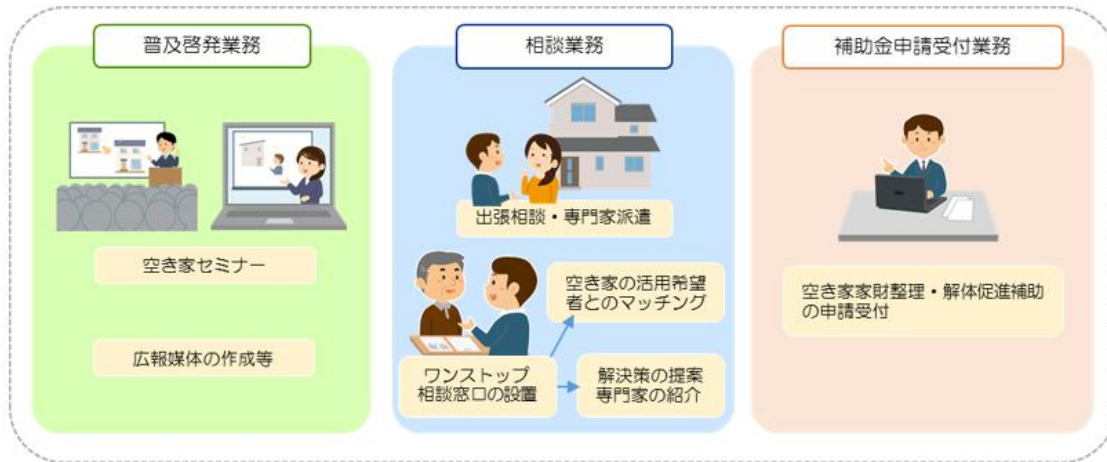 普及啓発業務
空き家セミナー
広報媒体の作成等
相談業務
出張相談・専門家派遣
空き家の活用希望
者とのマッチング
ワンストップ
相談窓口の設置
解決策の提案
専門家の紹介
補助金申請受付業務
空き家家財整理・解体促進補助
の申請受付